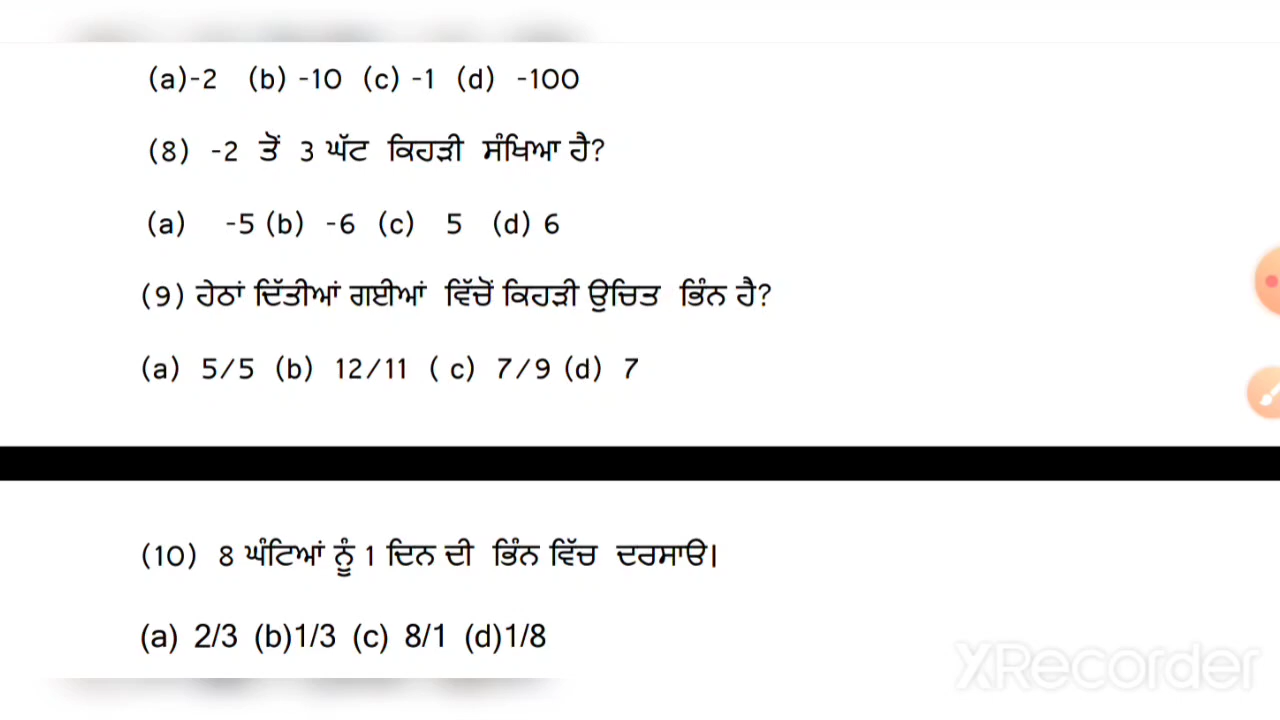 (a)-2 (b) -10 (c) -1 (d) -100
(8) -2 ਤੋਂ 3 ਘੱਟ ਕਿਹੜੀ ਸੰਖਿਆ ਹੈ?
(a) -5 (b) -6 (c) 5 (d) 6
(9) ਹੇਠਾਂ ਦਿੱਤੀਆਂ ਗਈਆਂ ਵਿੱਚੋਂ ਕਿਹੜੀ ਉਚਿਤ ਭਿੰਨ ਹੈ?
(a) 5/5 (b) 12/11 ( c) 7/9 (d) 7
(10) 8 ਘੰਟਿਆਂ ਨੂੰ 1 ਦਿਨ ਦੀ ਭਿੰਨ ਵਿੱਚ ਦਰਸਾਓ।
(a) 2/3 (b)1/3 (c) 8/1 (d)1/8
XRecorder